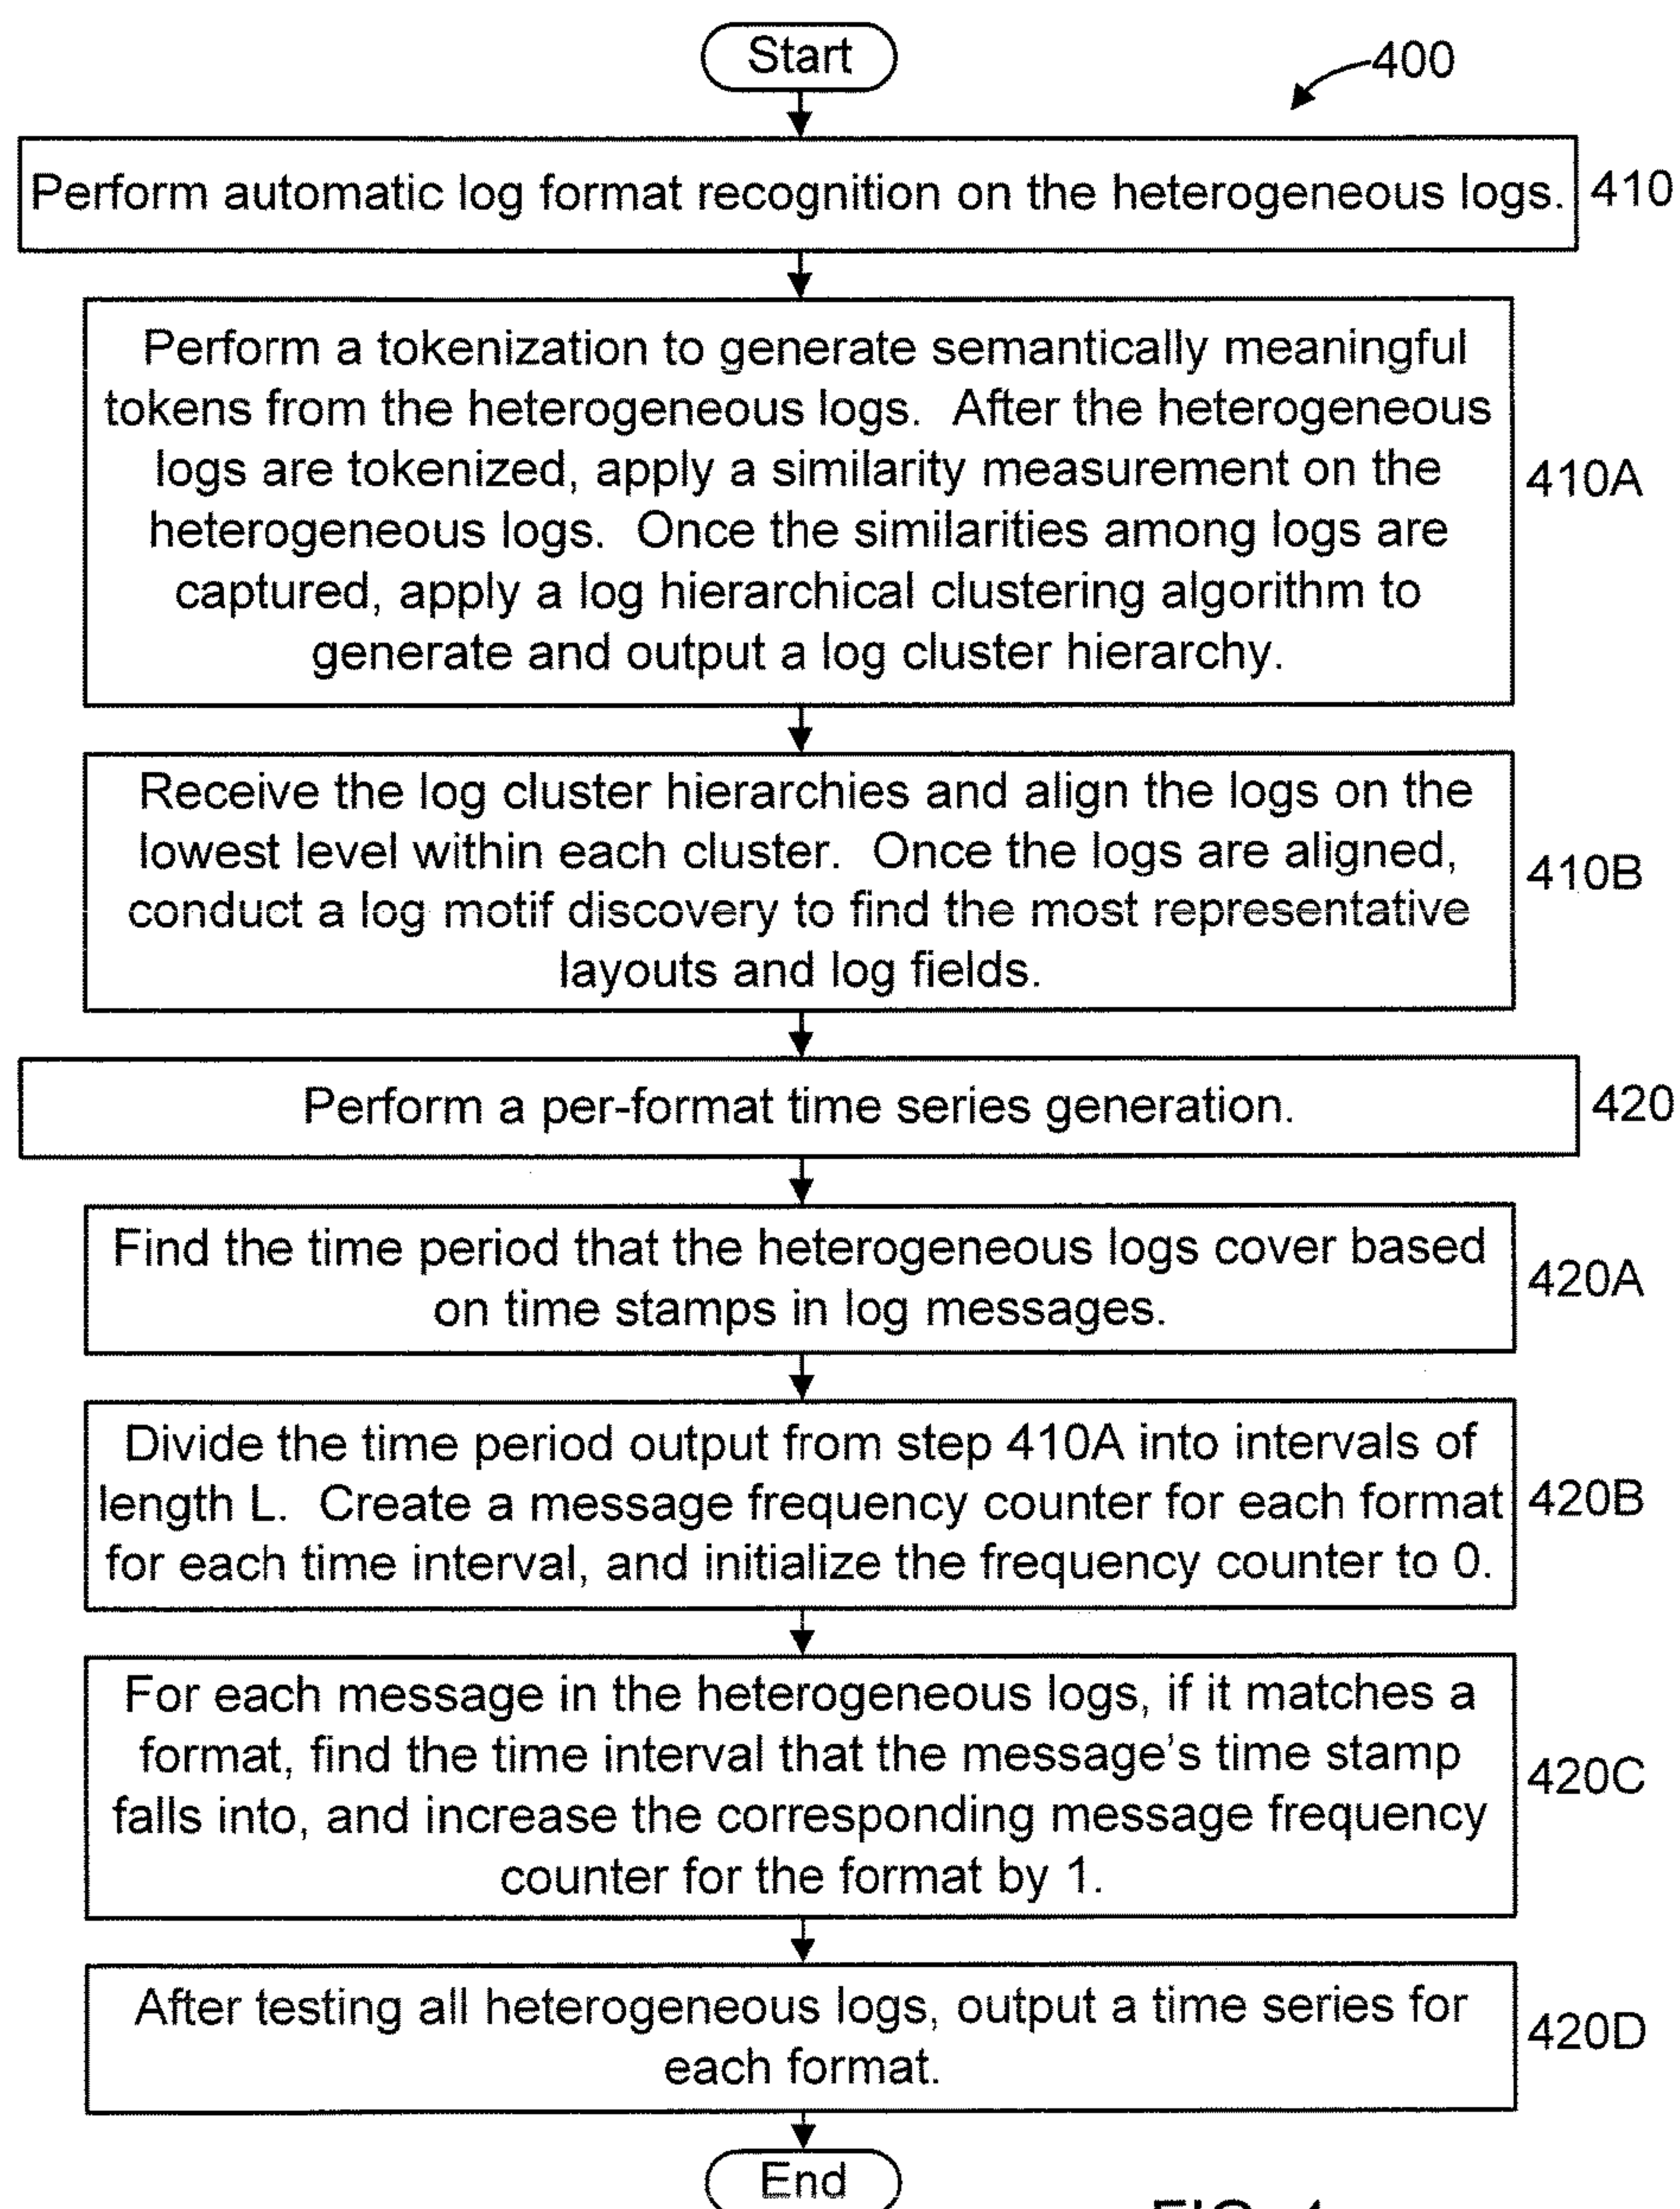 Start
400
Perform automatic log format recognition on the heterogeneous logs.
410
Perform a tokenization to generate semantically meaningful
tokens from the heterogeneous logs. After the heterogeneous
logs are tokenized, apply a similarity measurement on the
heterogeneous logs. Once the similarities among logs are
captured, apply a log hierarchical clustering algorithm to
generate and output a log cluster hierarchy.
410A
Receive the log cluster hierarchies and align the logs on the
lowest level within each cluster. Once the logs are aligned,
conduct a log motif discovery to find the most representative
layouts and log fields.
410B
Perform a per-format time series generation.
420
Find the time period that the heterogeneous logs cover based
on time stamps in log messages.
420A
Divide the time period output from step 410A into intervals of
length L. Create a message frequency counter for each format
for each time interval, and initialize the frequency counter to 0.
420B
For each message in the heterogeneous logs, if it matches a
format, find the time interval that the message's time stamp
falls into, and increase the corresponding message frequency
counter for the format by 1.
420C
After testing all heterogeneous logs, output a time series for
each format.
420D
End